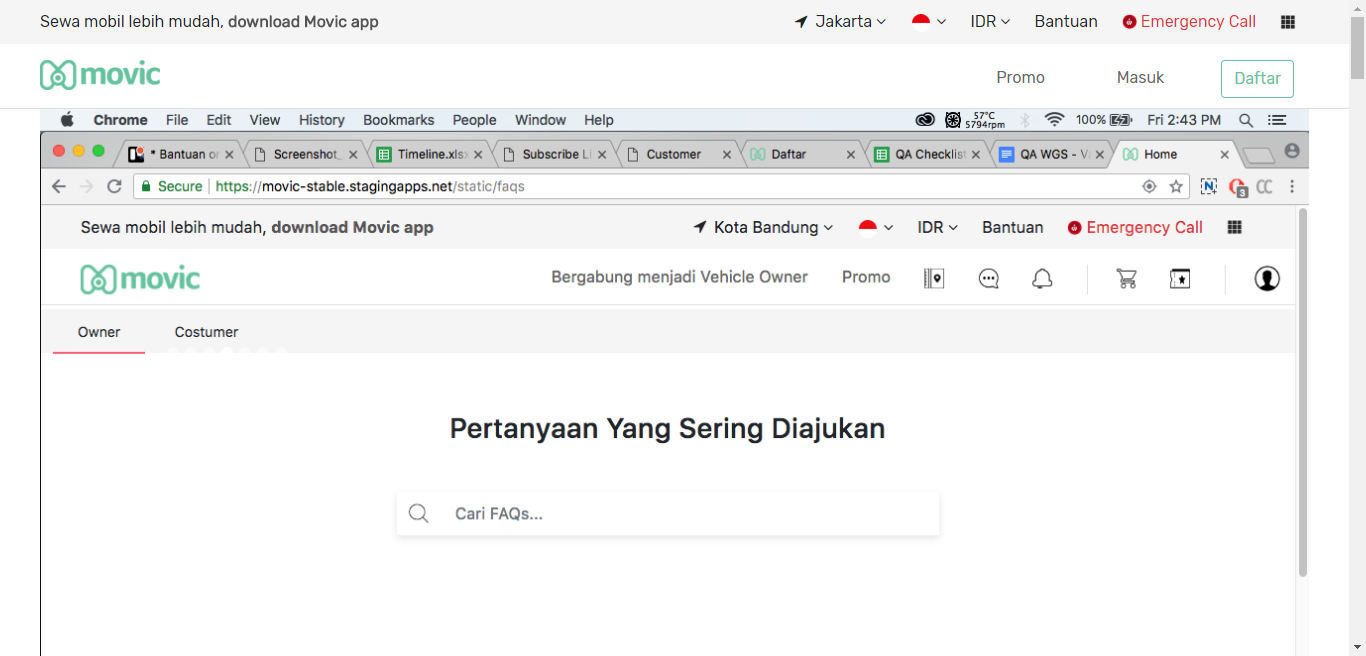 Sewa mobil lebih mudah, download Movic app Jakarta IDR Bantuan Emergency Call
movic Promo Masuk Daftar
Chrome File Edit View History Bookmarks People Window Help 57°C 5794rpm 100% Fri 2:43 PM
* Bantuan or Screenshot_ Timeline.xlsx Subscribe Li Customer Daftar QA Checklist QA WGS - V Home
Secure https://movic-stable.stagingapps.net/static/faqs 3
Sewa mobil lebih mudah, download Movic app Kota Bandung IDR Bantuan Emergency Call
movic Bergabung menjadi Vehicle Owner Promo
Owner Costumer
Pertanyaan Yang Sering Diajukan
Cari FAQs...